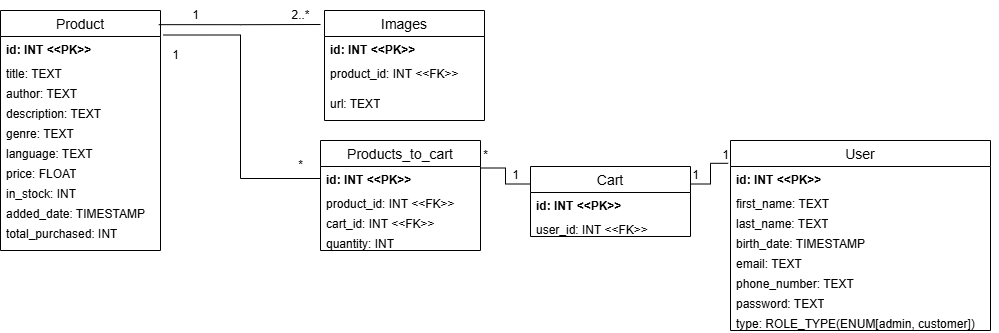 Product
id: INT <<PK>>
title: TEXT
author: TEXT
description: TEXT
genre: TEXT
language: TEXT
price: FLOAT
in_stock: INT
added_date: TIMESTAMP
total_purchased: INT
1
2..*
1
*
Images
id: INT <<PK>>
product_id: INT <<FK>>
url: TEXT
Products_to_cart
id: INT <<PK>>
product_id: INT <<FK>>
cart_id: INT <<FK>>
quantity: INT
*
1
Cart
id: INT <<PK>>
user_id: INT <<FK>>
1
1
User
id: INT <<PK>>
first_name: TEXT
last_name: TEXT
birth_date: TIMESTAMP
email: TEXT
phone_number: TEXT
password: TEXT
type: ROLE_TYPE(ENUM[admin, customer])